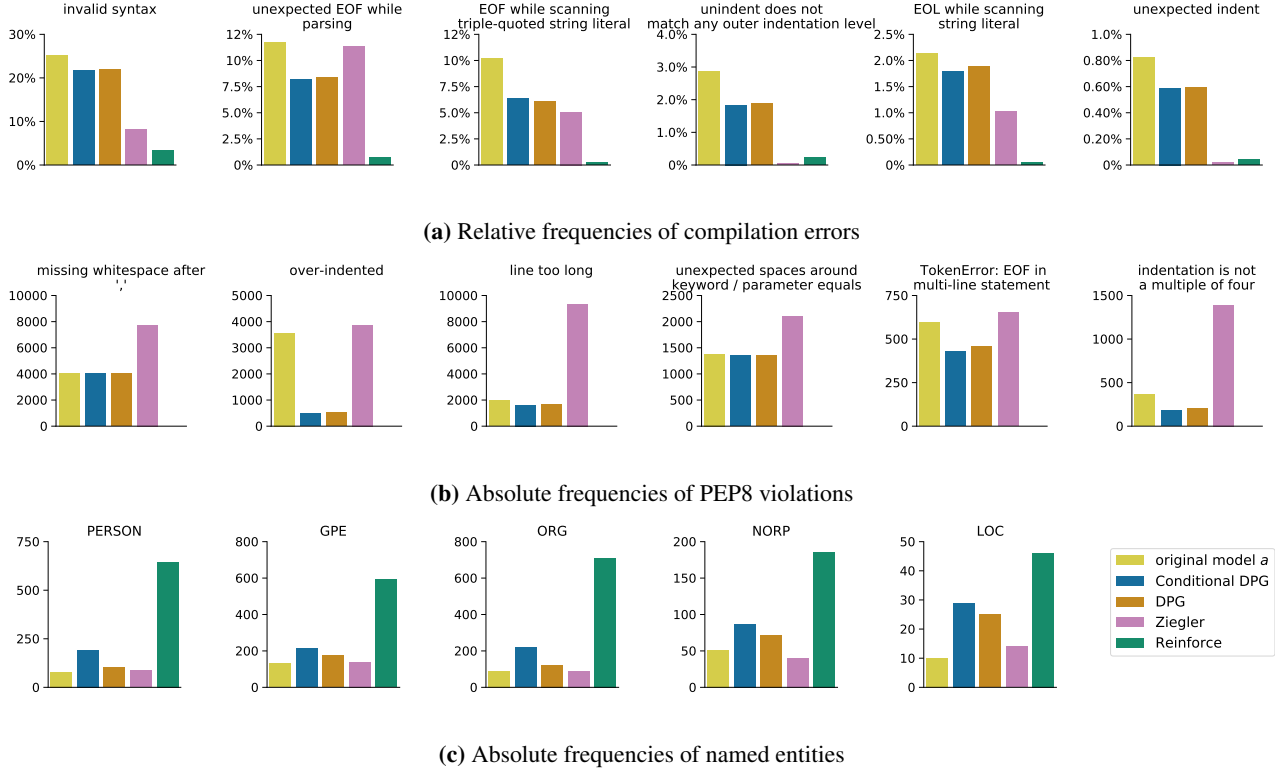 invalid syntax
unexpected EOF while
parsing
EOF while scanning
triple-quoted string literal
unindent does not
match any outer indentation level
EOL while scanning
string literal
unexpected indent
30%
20%
10%
0%
12%
10%
7.5%
5.0%
2.5%
0%
12%
10%
7.5%
5.0%
2.5%
0%
4.0%
3.0%
2.0%
1.0%
0%
2.5%
2.0%
1.5%
1.0%
0.50%
0%
1.0%
0.80%
0.60%
0.40%
0.20%
0%
(a) Relative frequencies of compilation errors
missing whitespace after
','
over-indented
line too long
unexpected spaces around
keyword / parameter equals
TokenError: EOF in
multi-line statement
indentation is not
a multiple of four
10000
8000
6000
4000
2000
0
5000
4000
3000
2000
1000
0
10000
8000
6000
4000
2000
0
2500
2000
1500
1000
500
0
750
500
250
0
1500
1000
500
0
(b) Absolute frequencies of PEP8 violations
PERSON
GPE
ORG
NORP
LOC
750
500
250
0
800
600
400
200
0
800
600
400
200
0
200
150
100
50
0
50
40
30
20
10
0
original model a
Conditional DPG
DPG
Ziegler
Reinforce
(c) Absolute frequencies of named entities